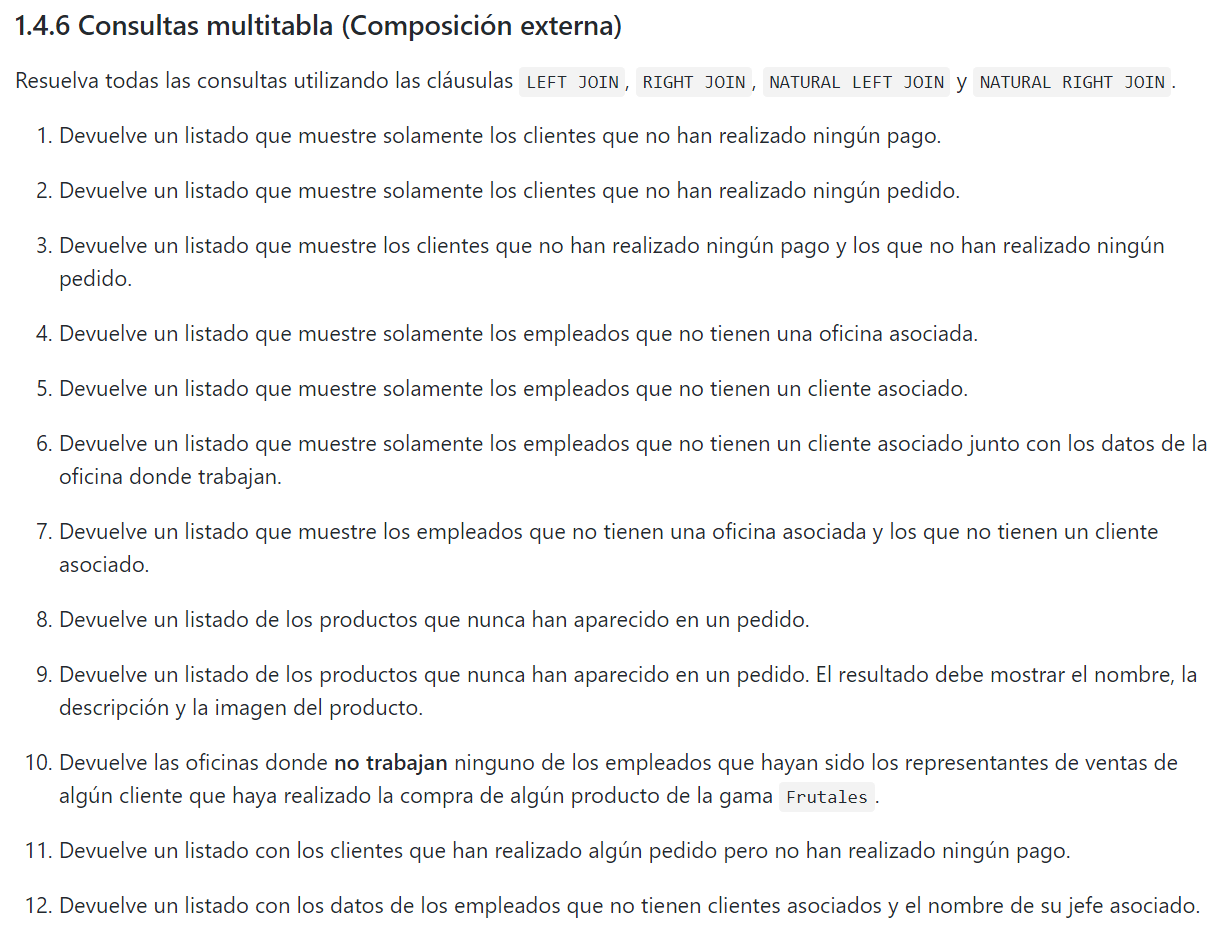 1.4.6 Consultas multitabla (Composición externa)
Resuelva todas las consultas utilizando las cláusulas LEFT JOIN, RIGHT JOIN, NATURAL LEFT JOIN y NATURAL RIGHT JOIN.
1. Devuelve un listado que muestre solamente los clientes que no han realizado ningún pago.
2. Devuelve un listado que muestre solamente los clientes que no han realizado ningún pedido.
3. Devuelve un listado que muestre los clientes que no han realizado ningún pago y los que no han realizado ningún
pedido.
4. Devuelve un listado que muestre solamente los empleados que no tienen una oficina asociada.
5. Devuelve un listado que muestre solamente los empleados que no tienen un cliente asociado.
6. Devuelve un listado que muestre solamente los empleados que no tienen un cliente asociado junto con los datos de la
oficina donde trabajan.
7. Devuelve un listado que muestre los empleados que no tienen una oficina asociada y los que no tienen un cliente
asociado.
8. Devuelve un listado de los productos que nunca han aparecido en un pedido.
9. Devuelve un listado de los productos que nunca han aparecido en un pedido. El resultado debe mostrar el nombre, la
descripción y la imagen del producto.
10. Devuelve las oficinas donde no trabajan ninguno de los empleados que hayan sido los representantes de ventas de
algún cliente que haya realizado la compra de algún producto de la gama Frutales.
11. Devuelve un listado con los clientes que han realizado algún pedido pero no han realizado ningún pago.
12. Devuelve un listado con los datos de los empleados que no tienen clientes asociados y el nombre de su jefe asociado.